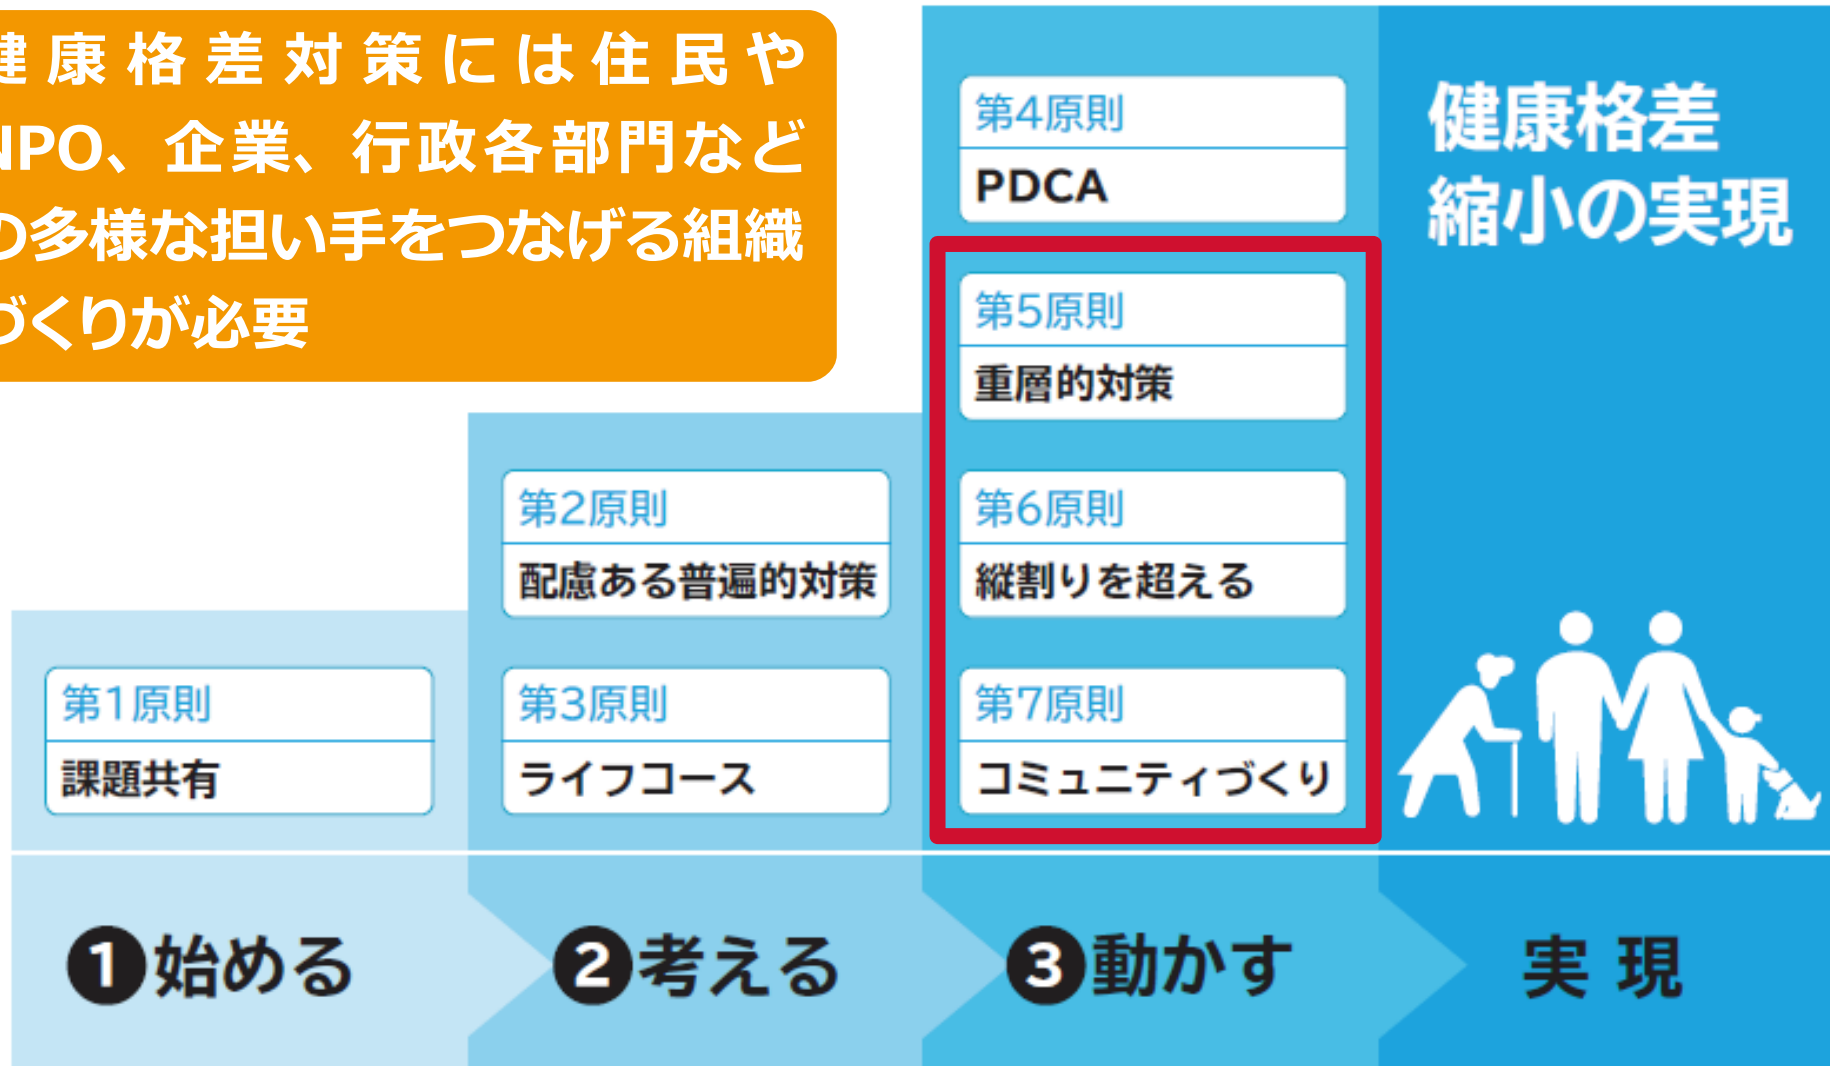 健康格差対策には住民や
NPO、企業、行政各部門など
の多様な担い手をつなげる組織
づくりが必要
第4原則
PDCA
健康格差
縮小の実現
第5原則
重層的対策
第2原則
配慮ある普遍的対策
第6原則
縦割りを超える
第1原則
課題共有
第3原則
ライフコース
第7原則
コミュニティづくり
❶始める
❷考える
❸動かす
実現